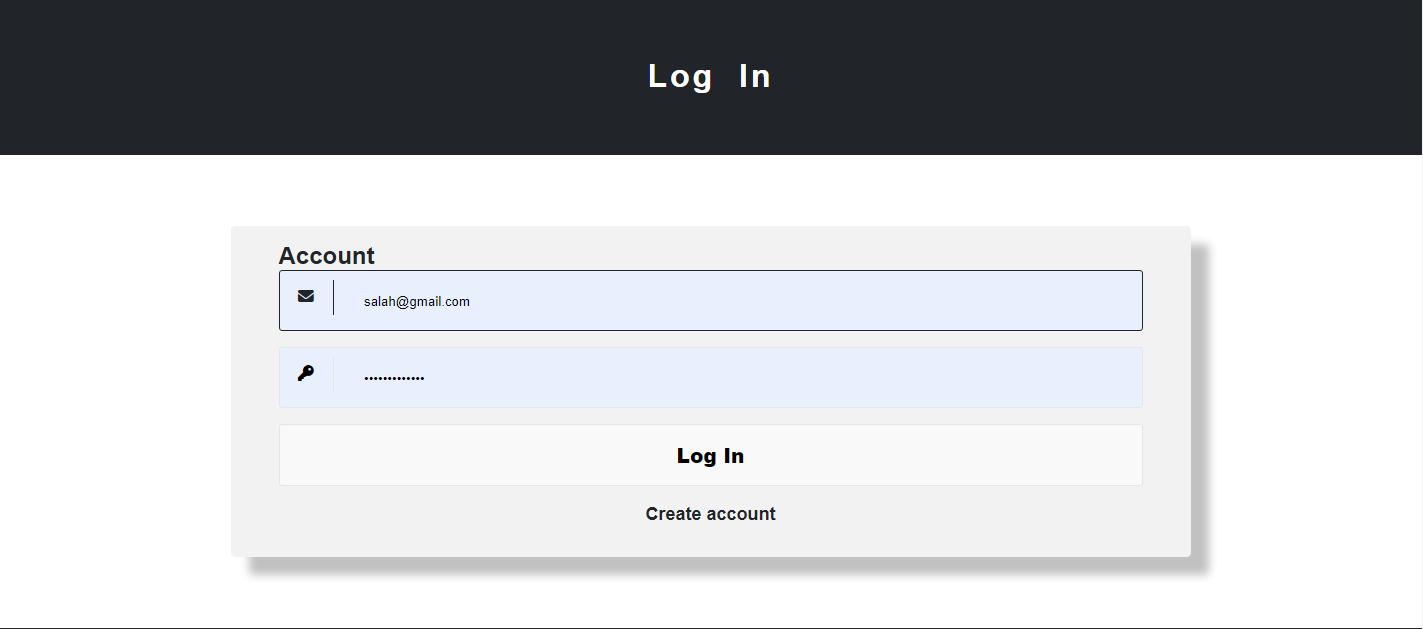 Log In
Account
salah@gmail.com
•••••••••••••
Log In
Create account